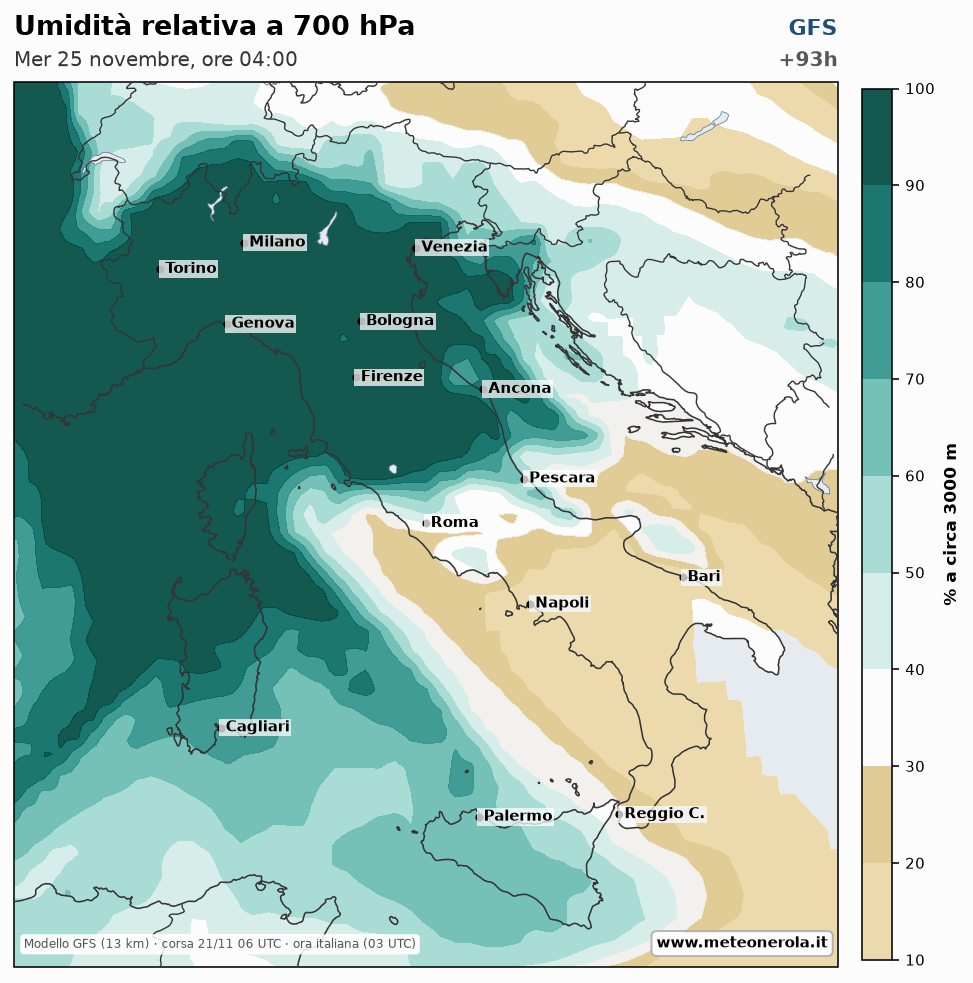 Umidità relativa a 700 hPa
GFS
Mer 25 novembre, ore 04:00
+93h
Milano
Venezia
Torino
Genova
Bologna
Firenze
Ancona
Pescara
Roma
Bari
Napoli
Cagliari
Palermo
Reggio C.
100
90
80
70
60
50
40
30
20
10
% a circa 3000 m
Modello GFS (13 km) · corsa 21/11 06 UTC · ora italiana (03 UTC)
www.meteonerola.it